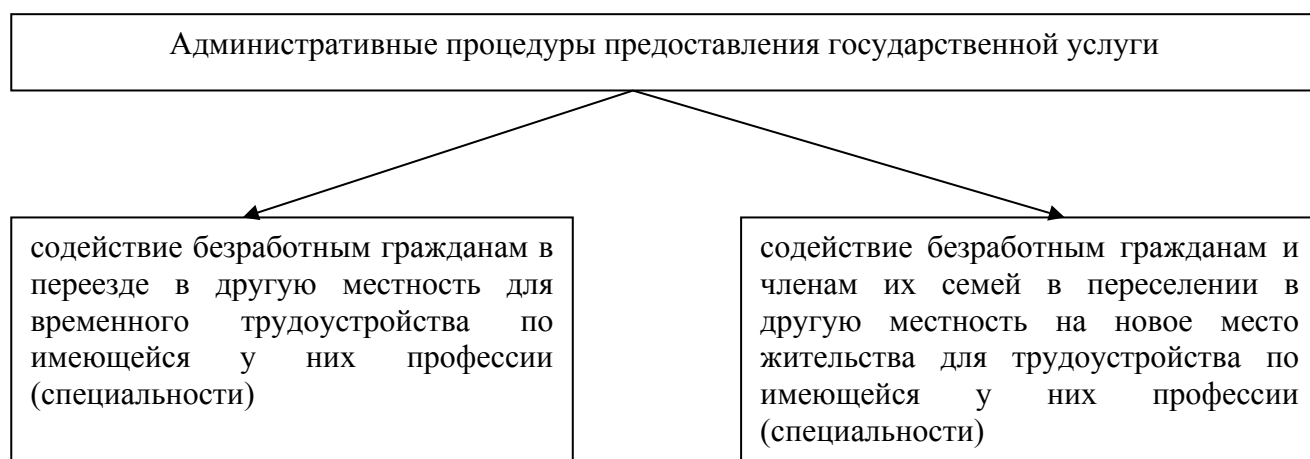 Административные процедуры предоставления государственной услуги
содействие безработным гражданам в
переезде в другую местность для
временного трудоустройства по
имеющейся у них профессии
(специальности)
содействие безработным гражданам и
членам их семей в переселении в
другую местность на новое место
жительства для трудоустройства по
имеющейся у них профессии
(специальности)